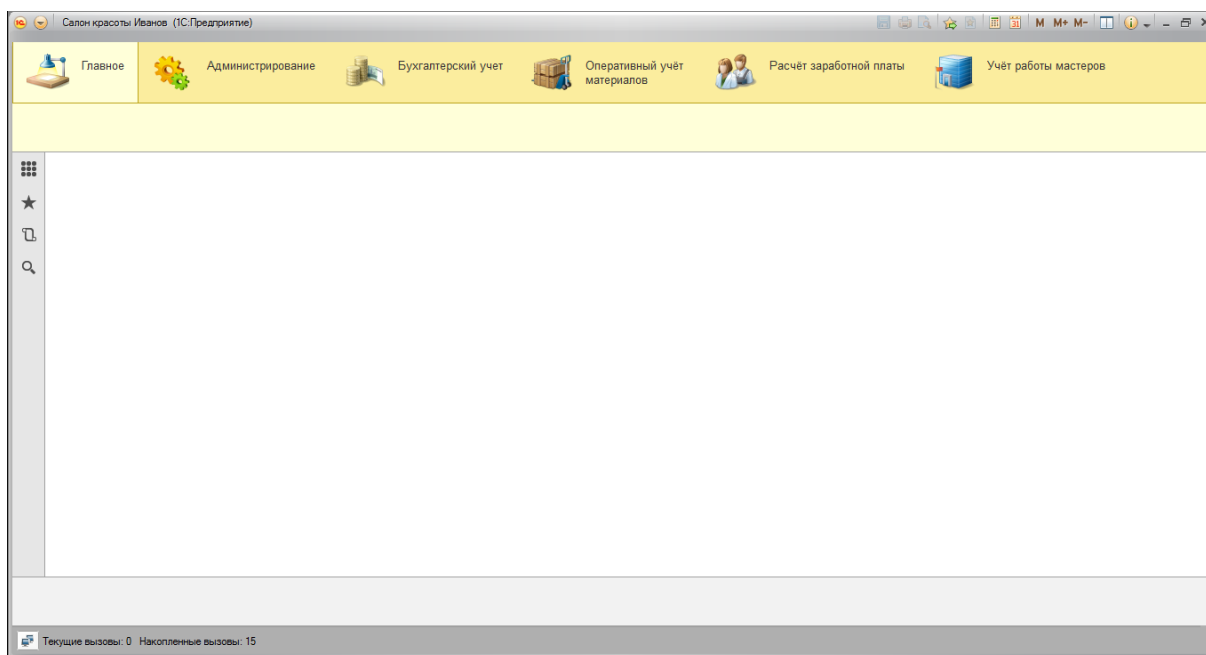 Салон красоты Иванов (1С:Предприятие)
M M+ M-
Главное
Администрирование
Бухгалтерский учет
Оперативный учёт
материалов
Расчёт заработной платы
Учёт работы мастеров
Текущие вызовы: 0 Накопленные вызовы: 15